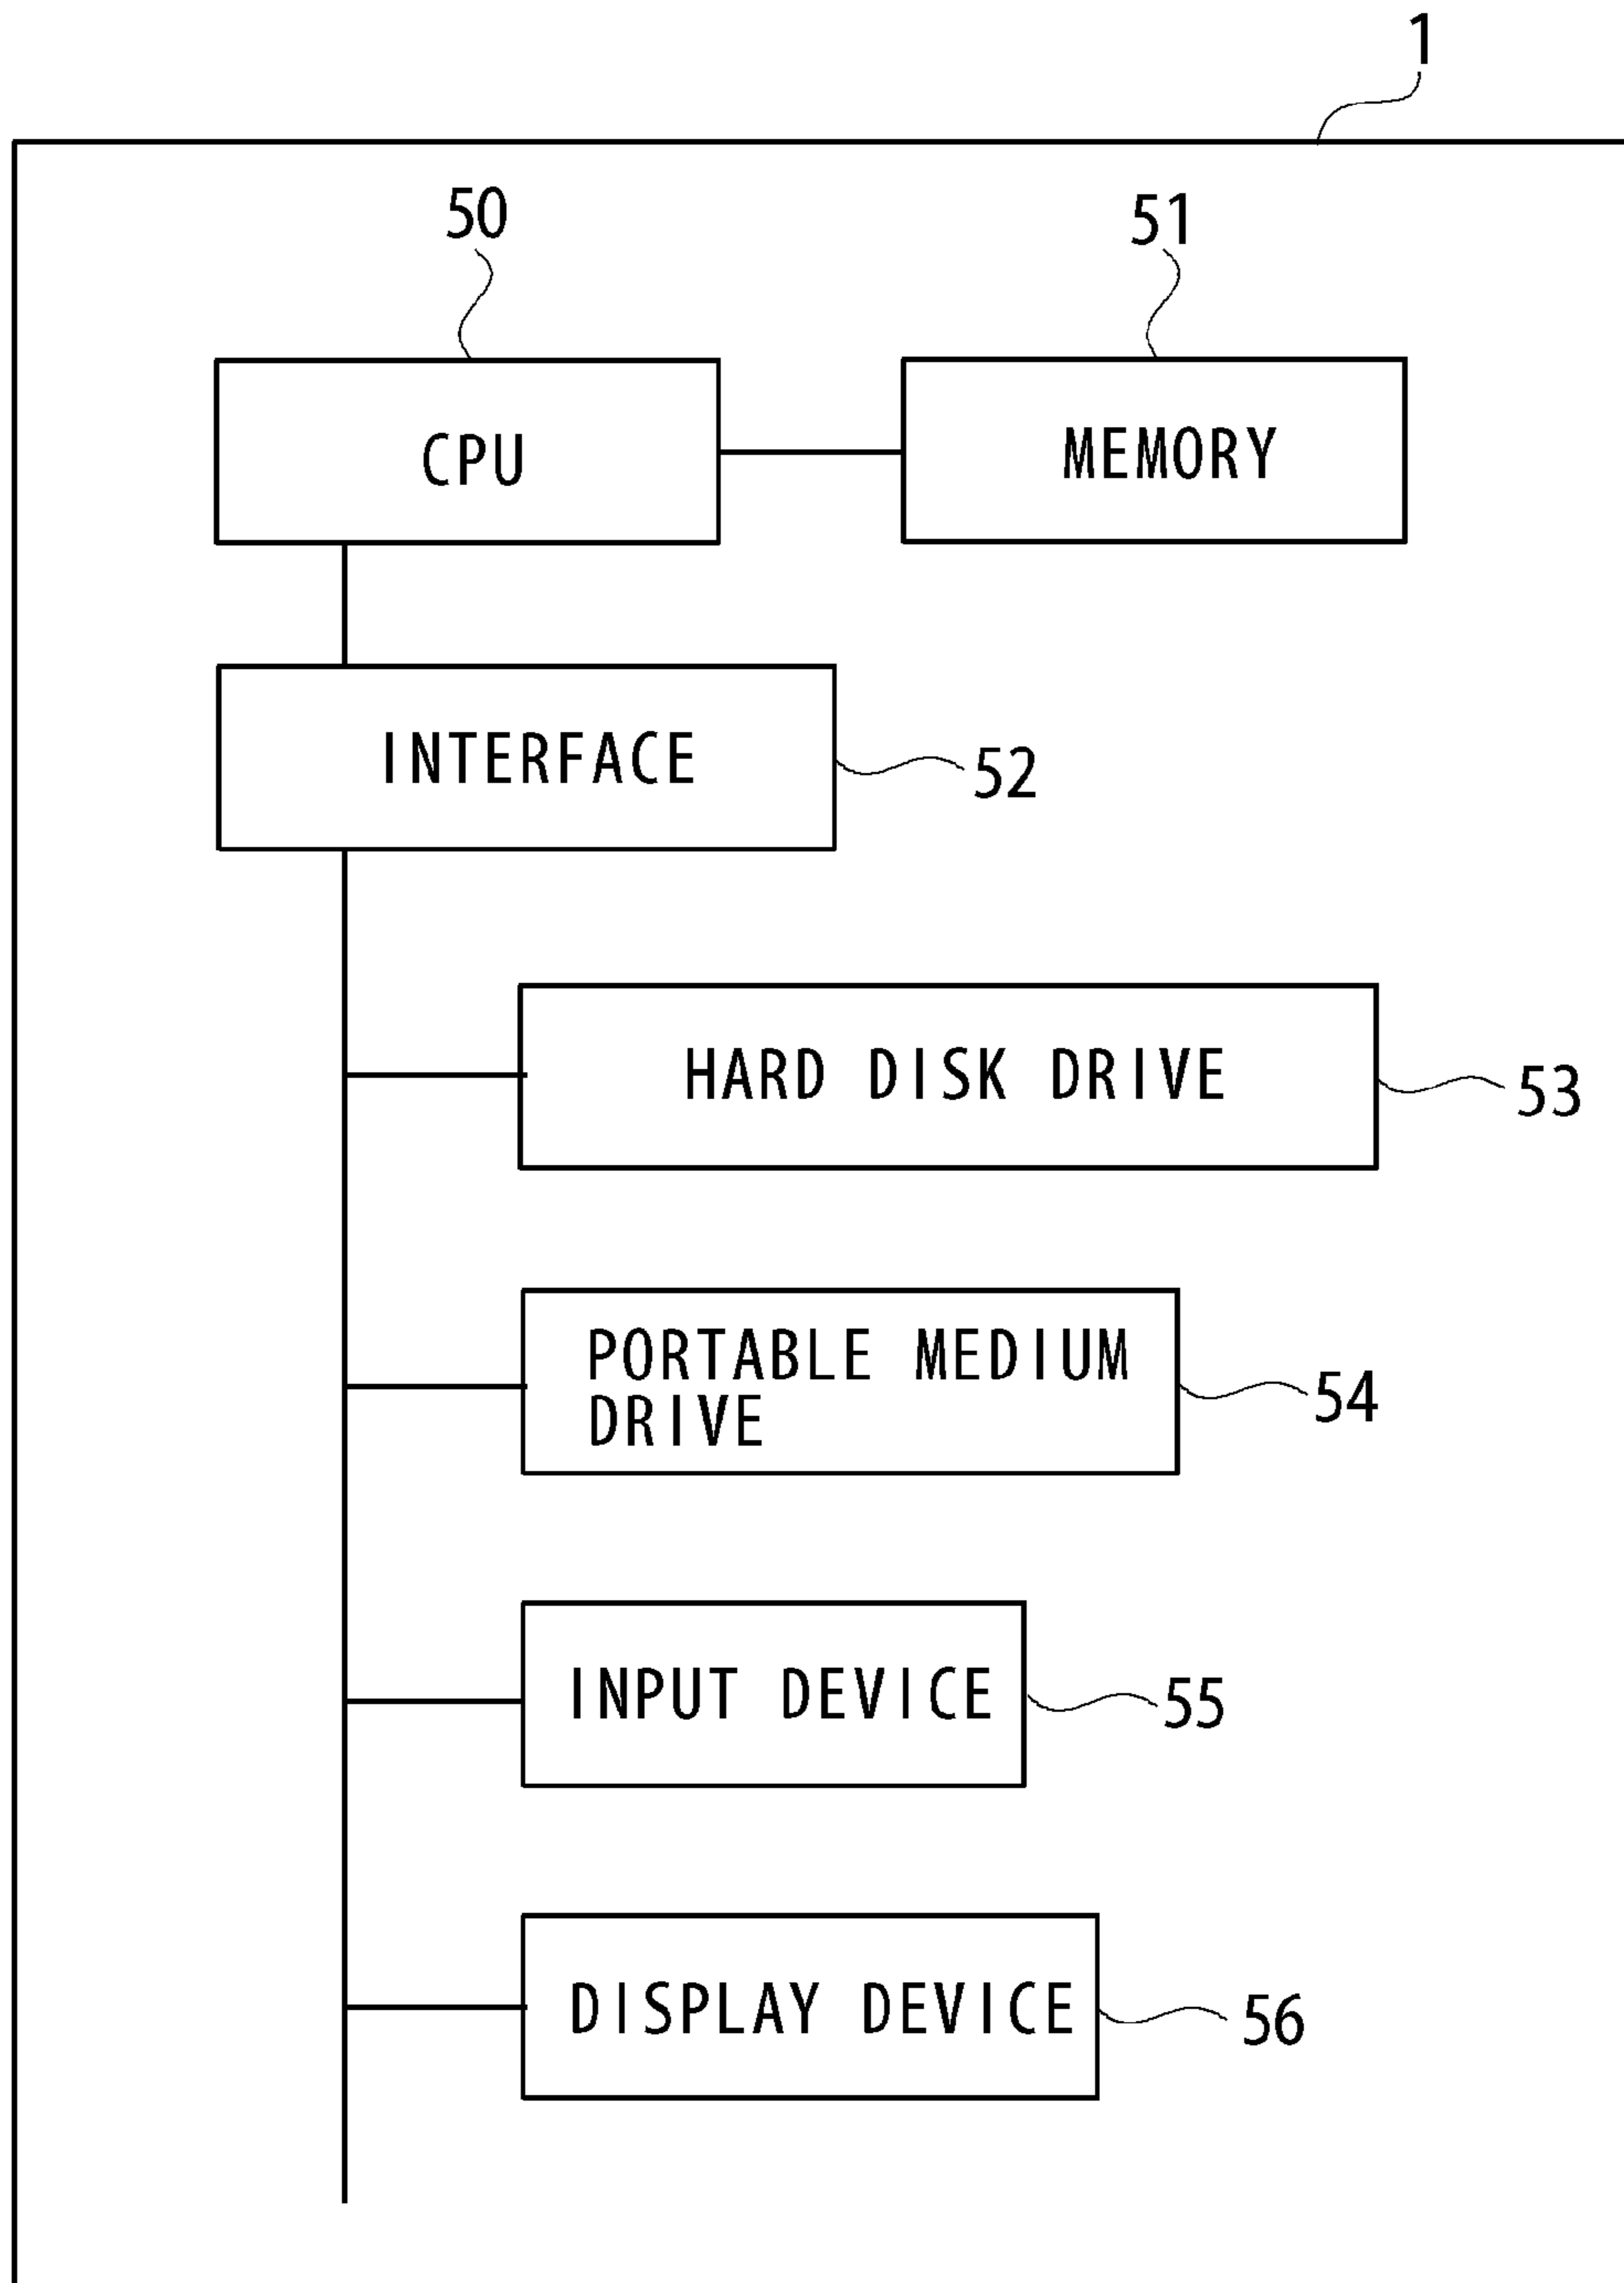 1
50
51
CPU
MEMORY
INTERFACE
52
HARD DISK DRIVE
53
PORTABLE MEDIUM
DRIVE
54
INPUT DEVICE
55
DISPLAY DEVICE
56